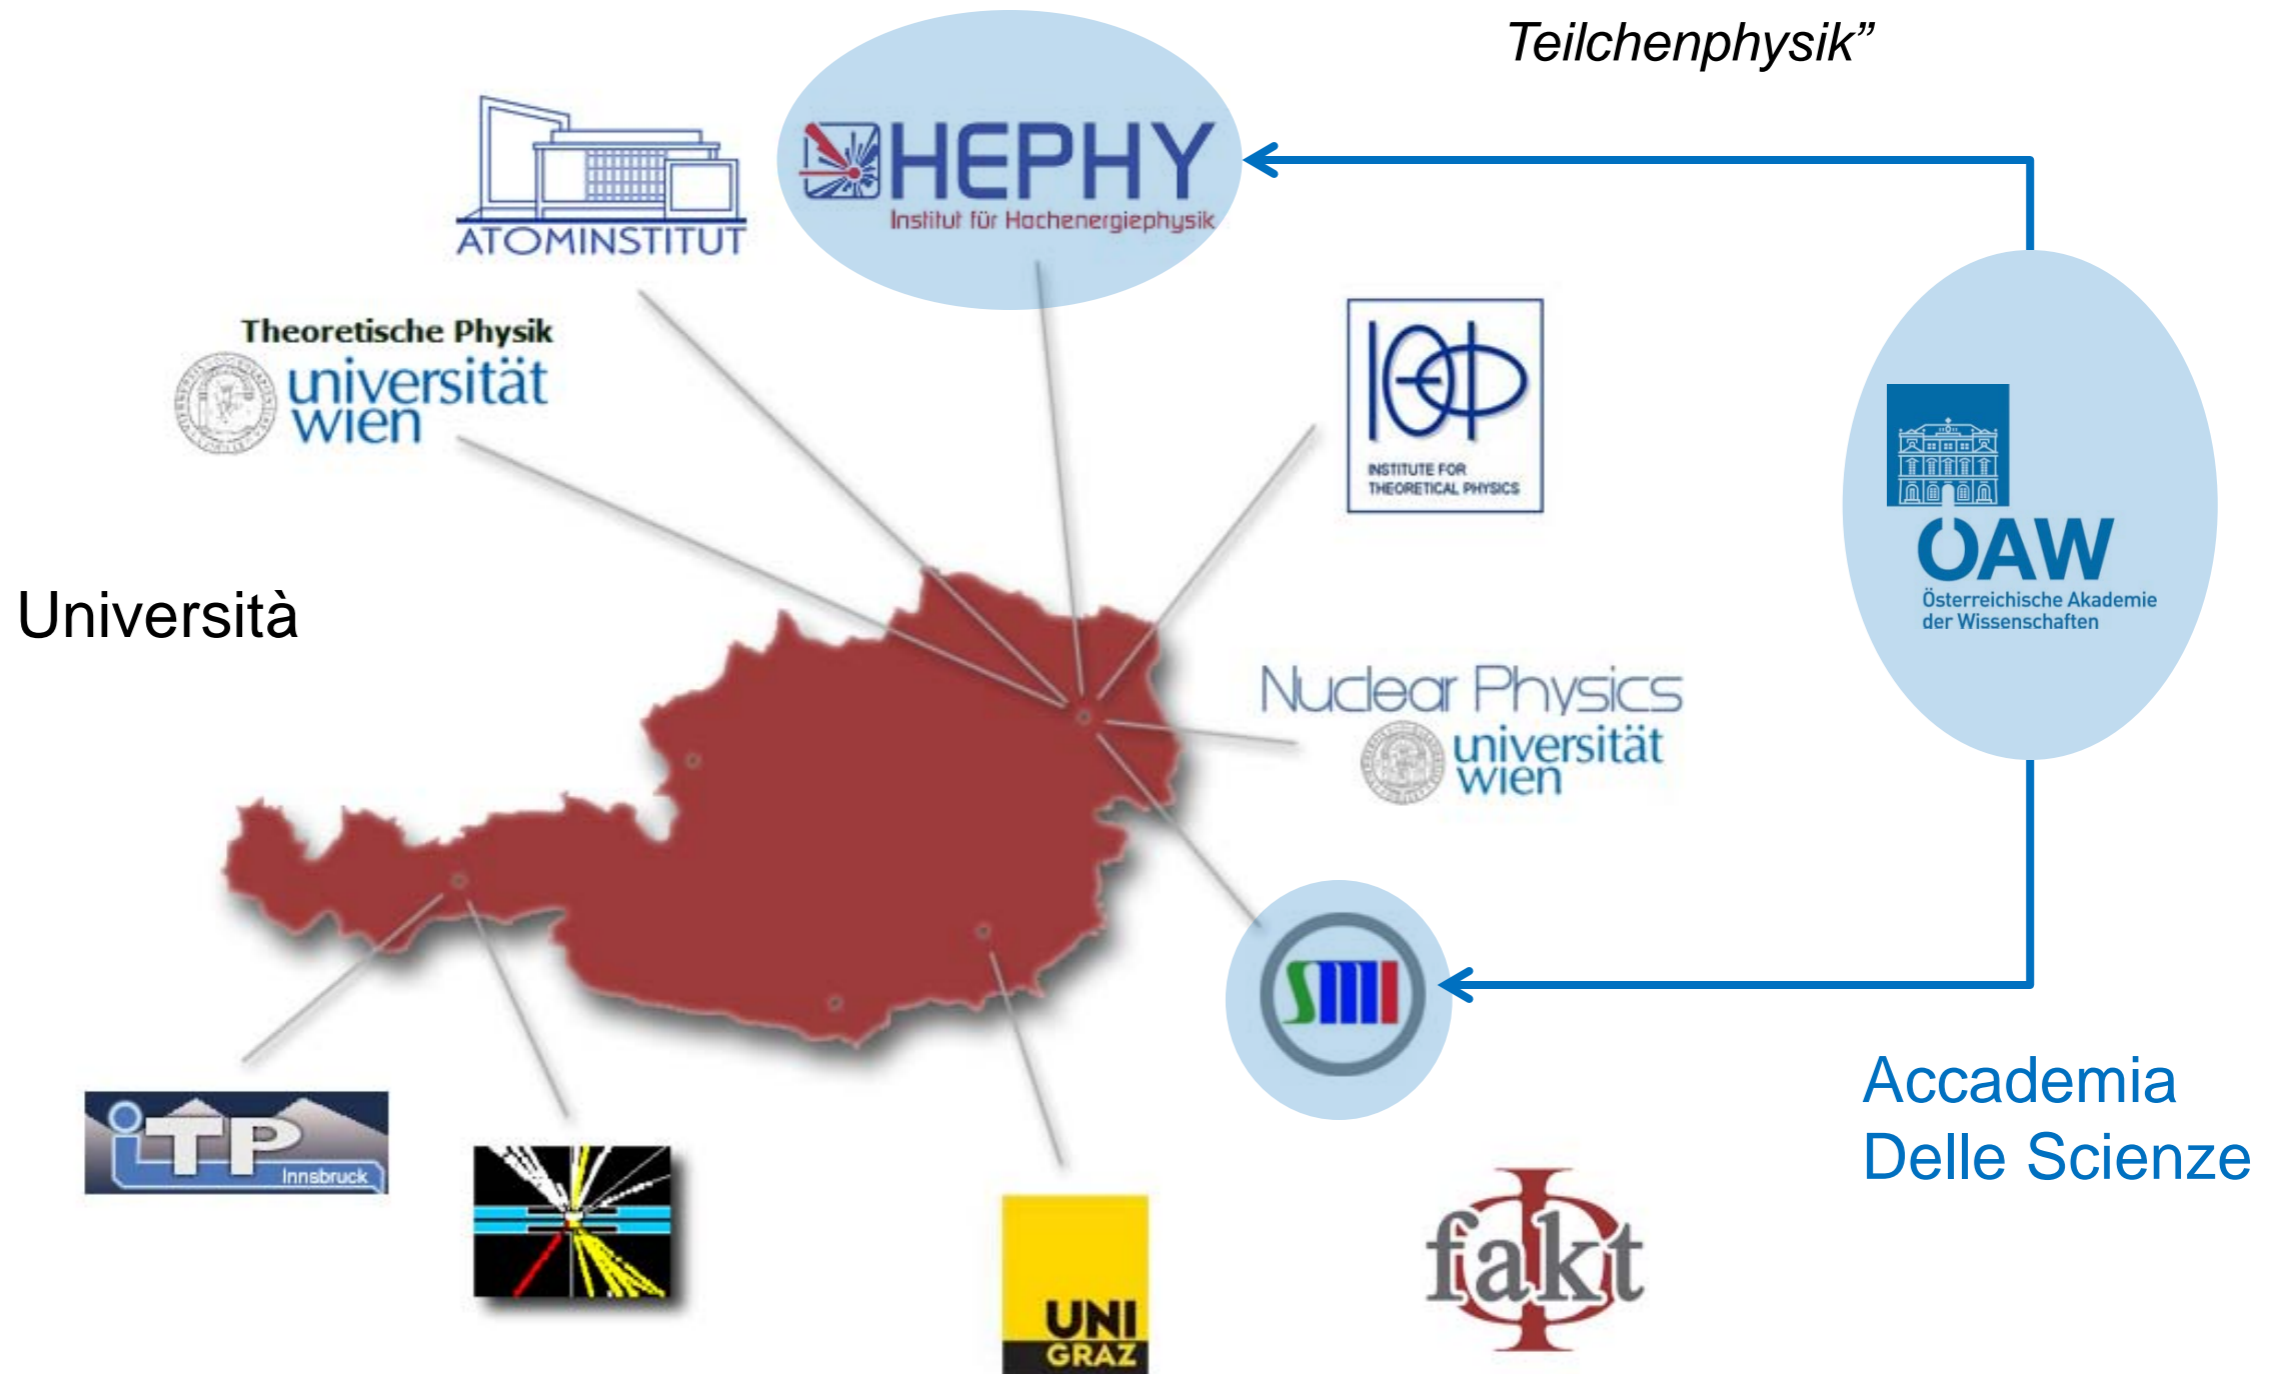 Teilchenphysik”
HEPHY
Institut für Hochenergiephysik
ATOMINSTITUT
Theoretische Physik
universität
wien
INSTITUTE FOR
THEORETICAL PHYSICS
ÖAW
Österreichische Akademie
der Wissenschaften
Università
Nuclear Physics
universität
wien
SMI
Accademia
Delle Scienze
iTP
Innsbruck
fakt
UNI
GRAZ